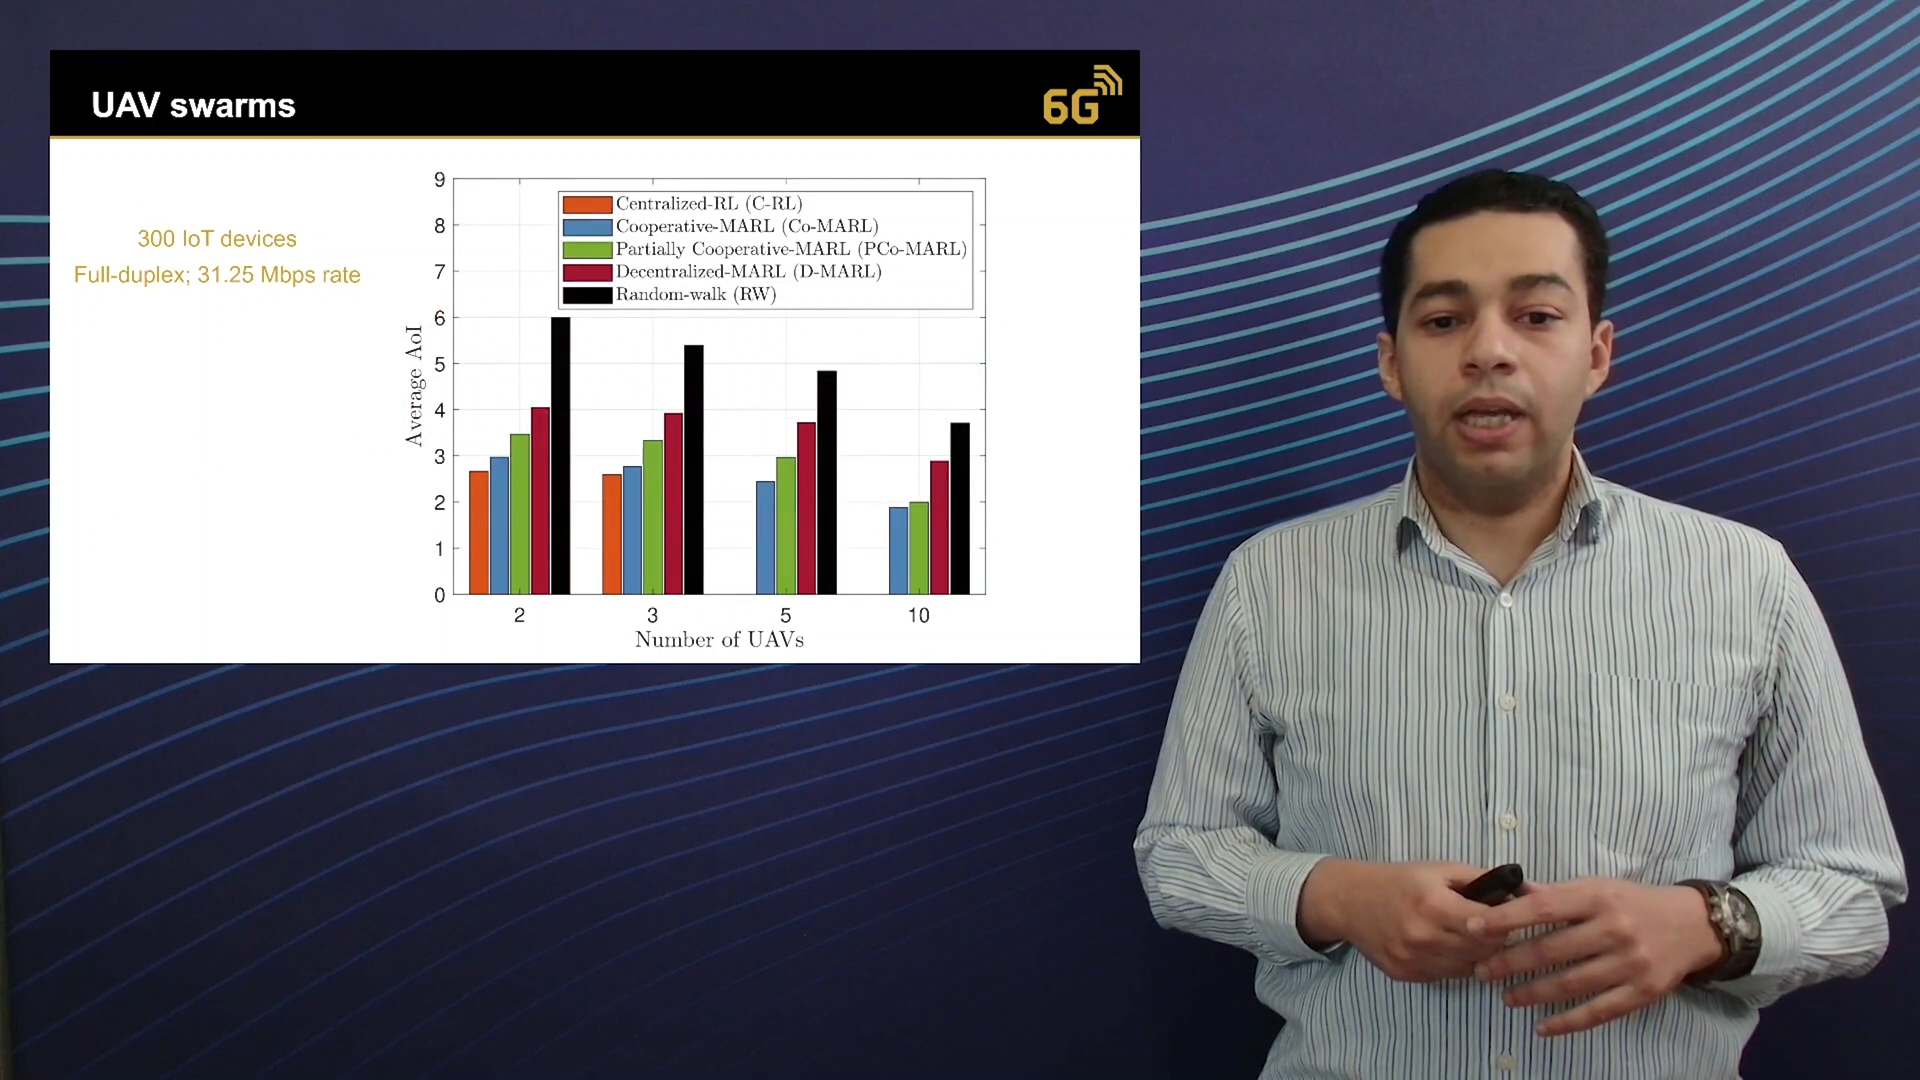 UAV swarms
6G
300 IoT devices
Full-duplex; 31.25 Mbps rate
Centralized-RL (C-RL)
Cooperative-MARL (Co-MARL)
Partially Cooperative-MARL (PCo-MARL)
Decentralized-MARL (D-MARL)
Random-walk (RW)
Average AoI
9
8
7
6
5
4
3
2
1
0
2 3 5 10
Number of UAVs